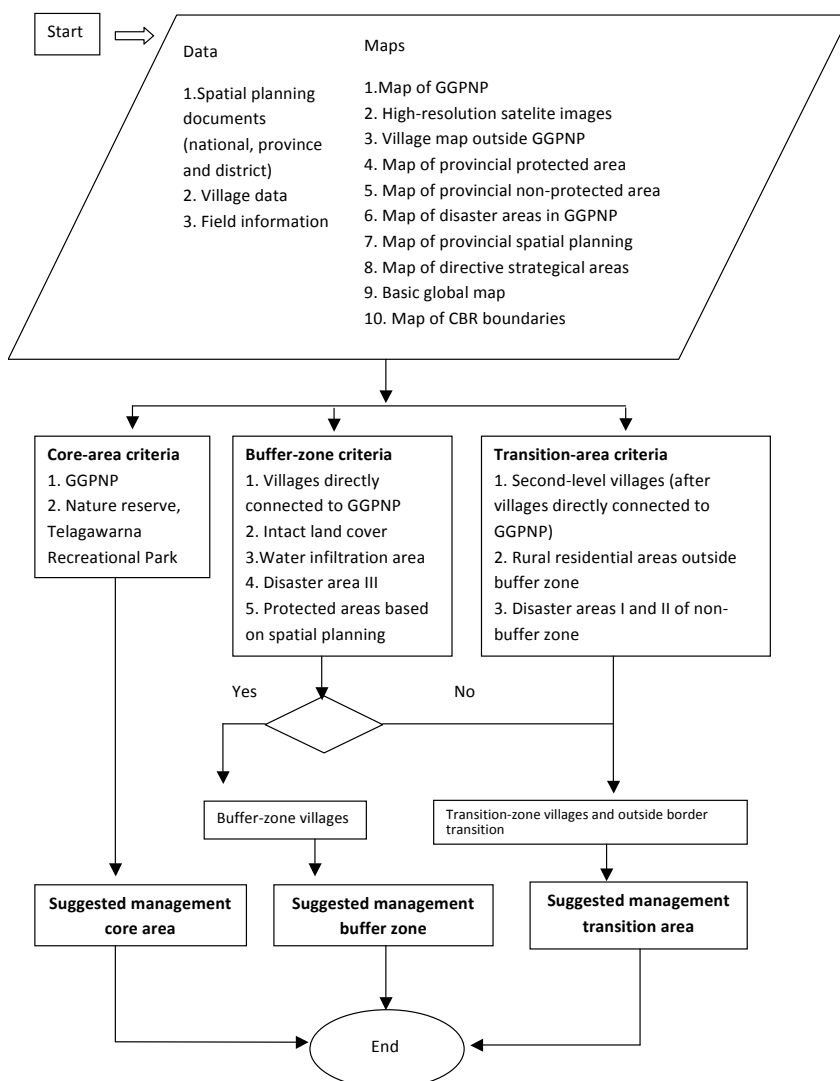 Start
Data
1.Spatial planning
documents
(national, province
and district)
2. Village data
3. Field information
Maps
1.Map of GGPNP
2. High-resolution satelite images
3. Village map outside GGPNP
4. Map of provincial protected area
5. Map of provincial non-protected area
6. Map of disaster areas in GGPNP
7. Map of provincial spatial planning
8. Map of directive strategical areas
9. Basic global map
10. Map of CBR boundaries
Core-area criteria
1. GGPNP
2. Nature reserve,
Telagawarna
Recreational Park
Buffer-zone criteria
1. Villages directly
connected to GGPNP
2. Intact land cover
3.Water infiltration area
4. Disaster area III
5. Protected areas based
on spatial planning
Transition-area criteria
1. Second-level villages (after
villages directly connected to
GGPNP)
2. Rural residential areas outside
buffer zone
3. Disaster areas I and II of non-
buffer zone
Yes
No
Buffer-zone villages
Transition-zone villages and outside border
transition
Suggested management
core area
Suggested management
buffer zone
Suggested management
transition area
End